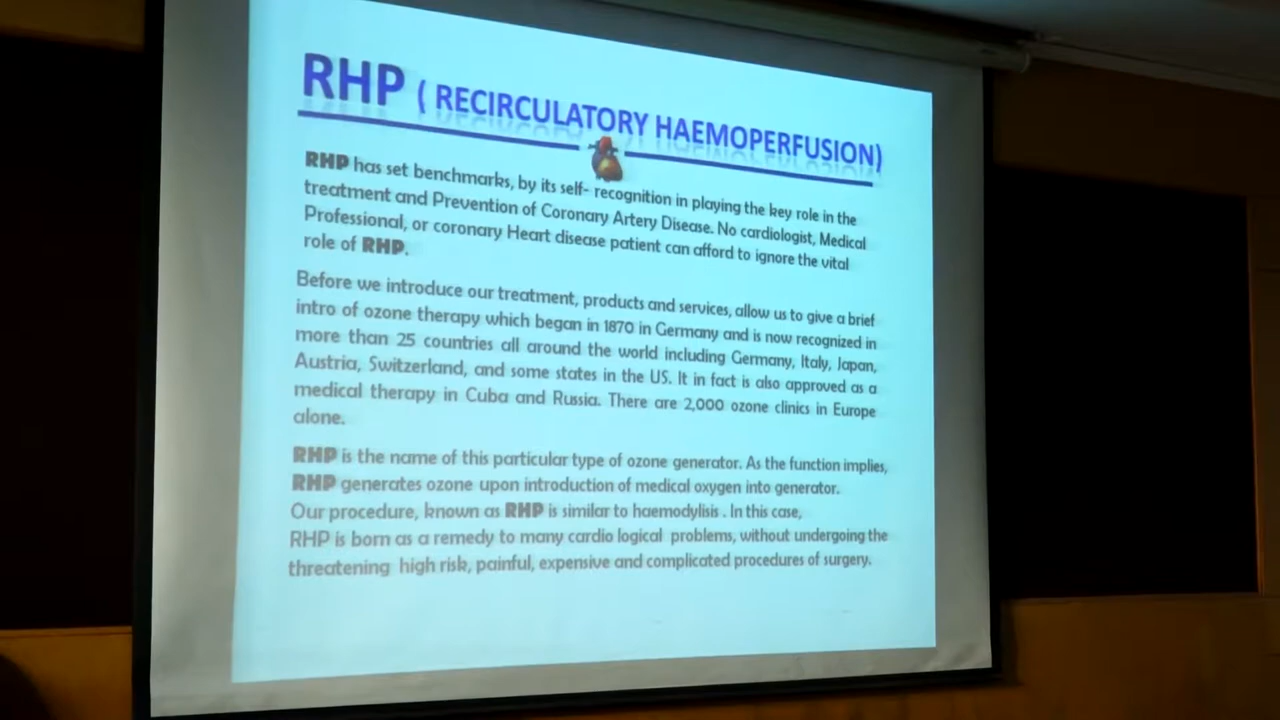 RHP ( RECIRCULATORY HAEMOPERFUSION)
RHP has set benchmarks, by its self- recognition in playing the key role in the
treatment and Prevention of Coronary Artery Disease. No cardiologist, Medical
Professional, or coronary Heart disease patient can afford to ignore the vital
role of RHP.
Before we introduce our treatment, products and services, allow us to give a brief
intro of ozone therapy which began in 1870 in Germany and is now recognized in
more than 25 countries all around the world including Germany, Italy, Japan,
Austria, Switzerland, and some states in the US. It in fact is also approved as a
medical therapy in Cuba and Russia. There are 2,000 ozone clinics in Europe
alone.
RHP is the name of this particular type of ozone generator. As the function implies,
RHP generates ozone upon introduction of medical oxygen into generator.
Our procedure, known as RHP is similar to haemodylisis . In this case,
RHP is born as a remedy to many cardio logical problems, without undergoing the
threatening high risk, painful, expensive and complicated procedures of surgery.